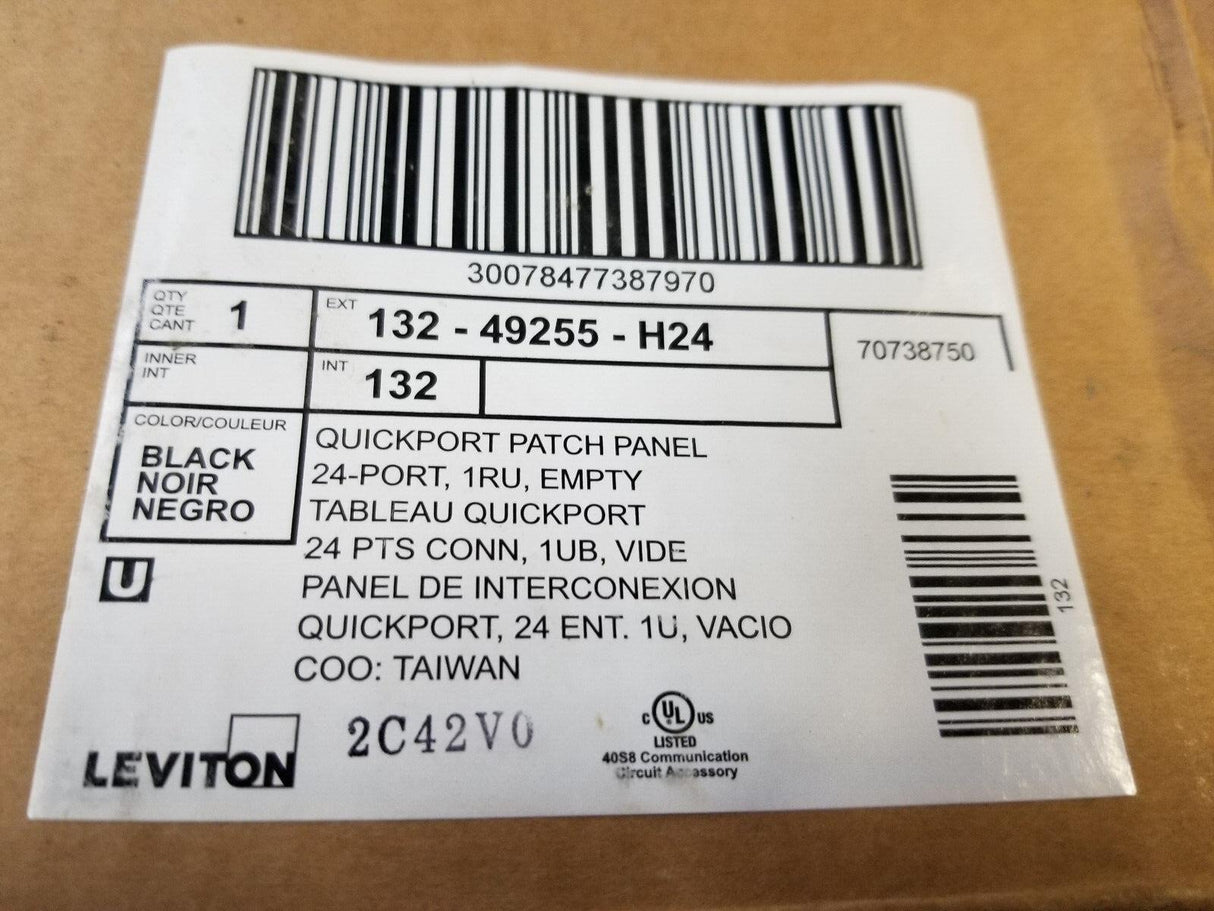 30078477387970
QTY
QTE
CANT
1
EXT 132 - 49255 - H24
70738750
INNER
INT
INT 132
COLOR/COULEUR
BLACK
NOIR
NEGRO
QUICKPORT PATCH PANEL
24-PORT, 1RU, EMPTY
TABLEAU QUICKPORT
24 PTS CONN, 1UB, VIDE
PANEL DE INTERCONEXION
QUICKPORT, 24 ENT. 1U, VACIO
COO: TAIWAN
U
132
LEVITON
2C42V0
C UL US
LISTED
40S8 Communication
Circuit Accessory